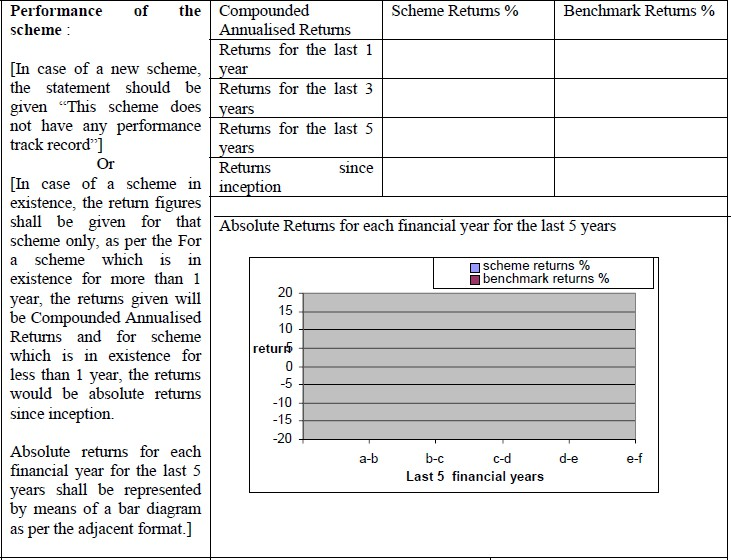 Performance of the
scheme :
[In case of a new scheme,
the statement should be
given “This scheme does
not have any performance
track record”]
Or
[In case of a scheme in
existence, the return figures
shall be given for that
scheme only, as per the For
a scheme which is in
existence for more than 1
year, the returns given will
be Compounded Annualised
Returns and for scheme
which is in existence for
less than 1 year, the returns
would be absolute returns
since inception.
Absolute returns for each
financial year for the last 5
years shall be represented
by means of a bar diagram
as per the adjacent format.]
Compounded
Annualised Returns
Scheme Returns %
Benchmark Returns %
Returns for the last 1
year
Returns for the last 3
years
Returns for the last 5
years
Returns since
inception
Absolute Returns for each financial year for the last 5 years
scheme returns %
benchmark returns %
20
15
10
return
5
0
-5
-10
-15
-20
a-b b-c c-d d-e e-f
Last 5 financial years